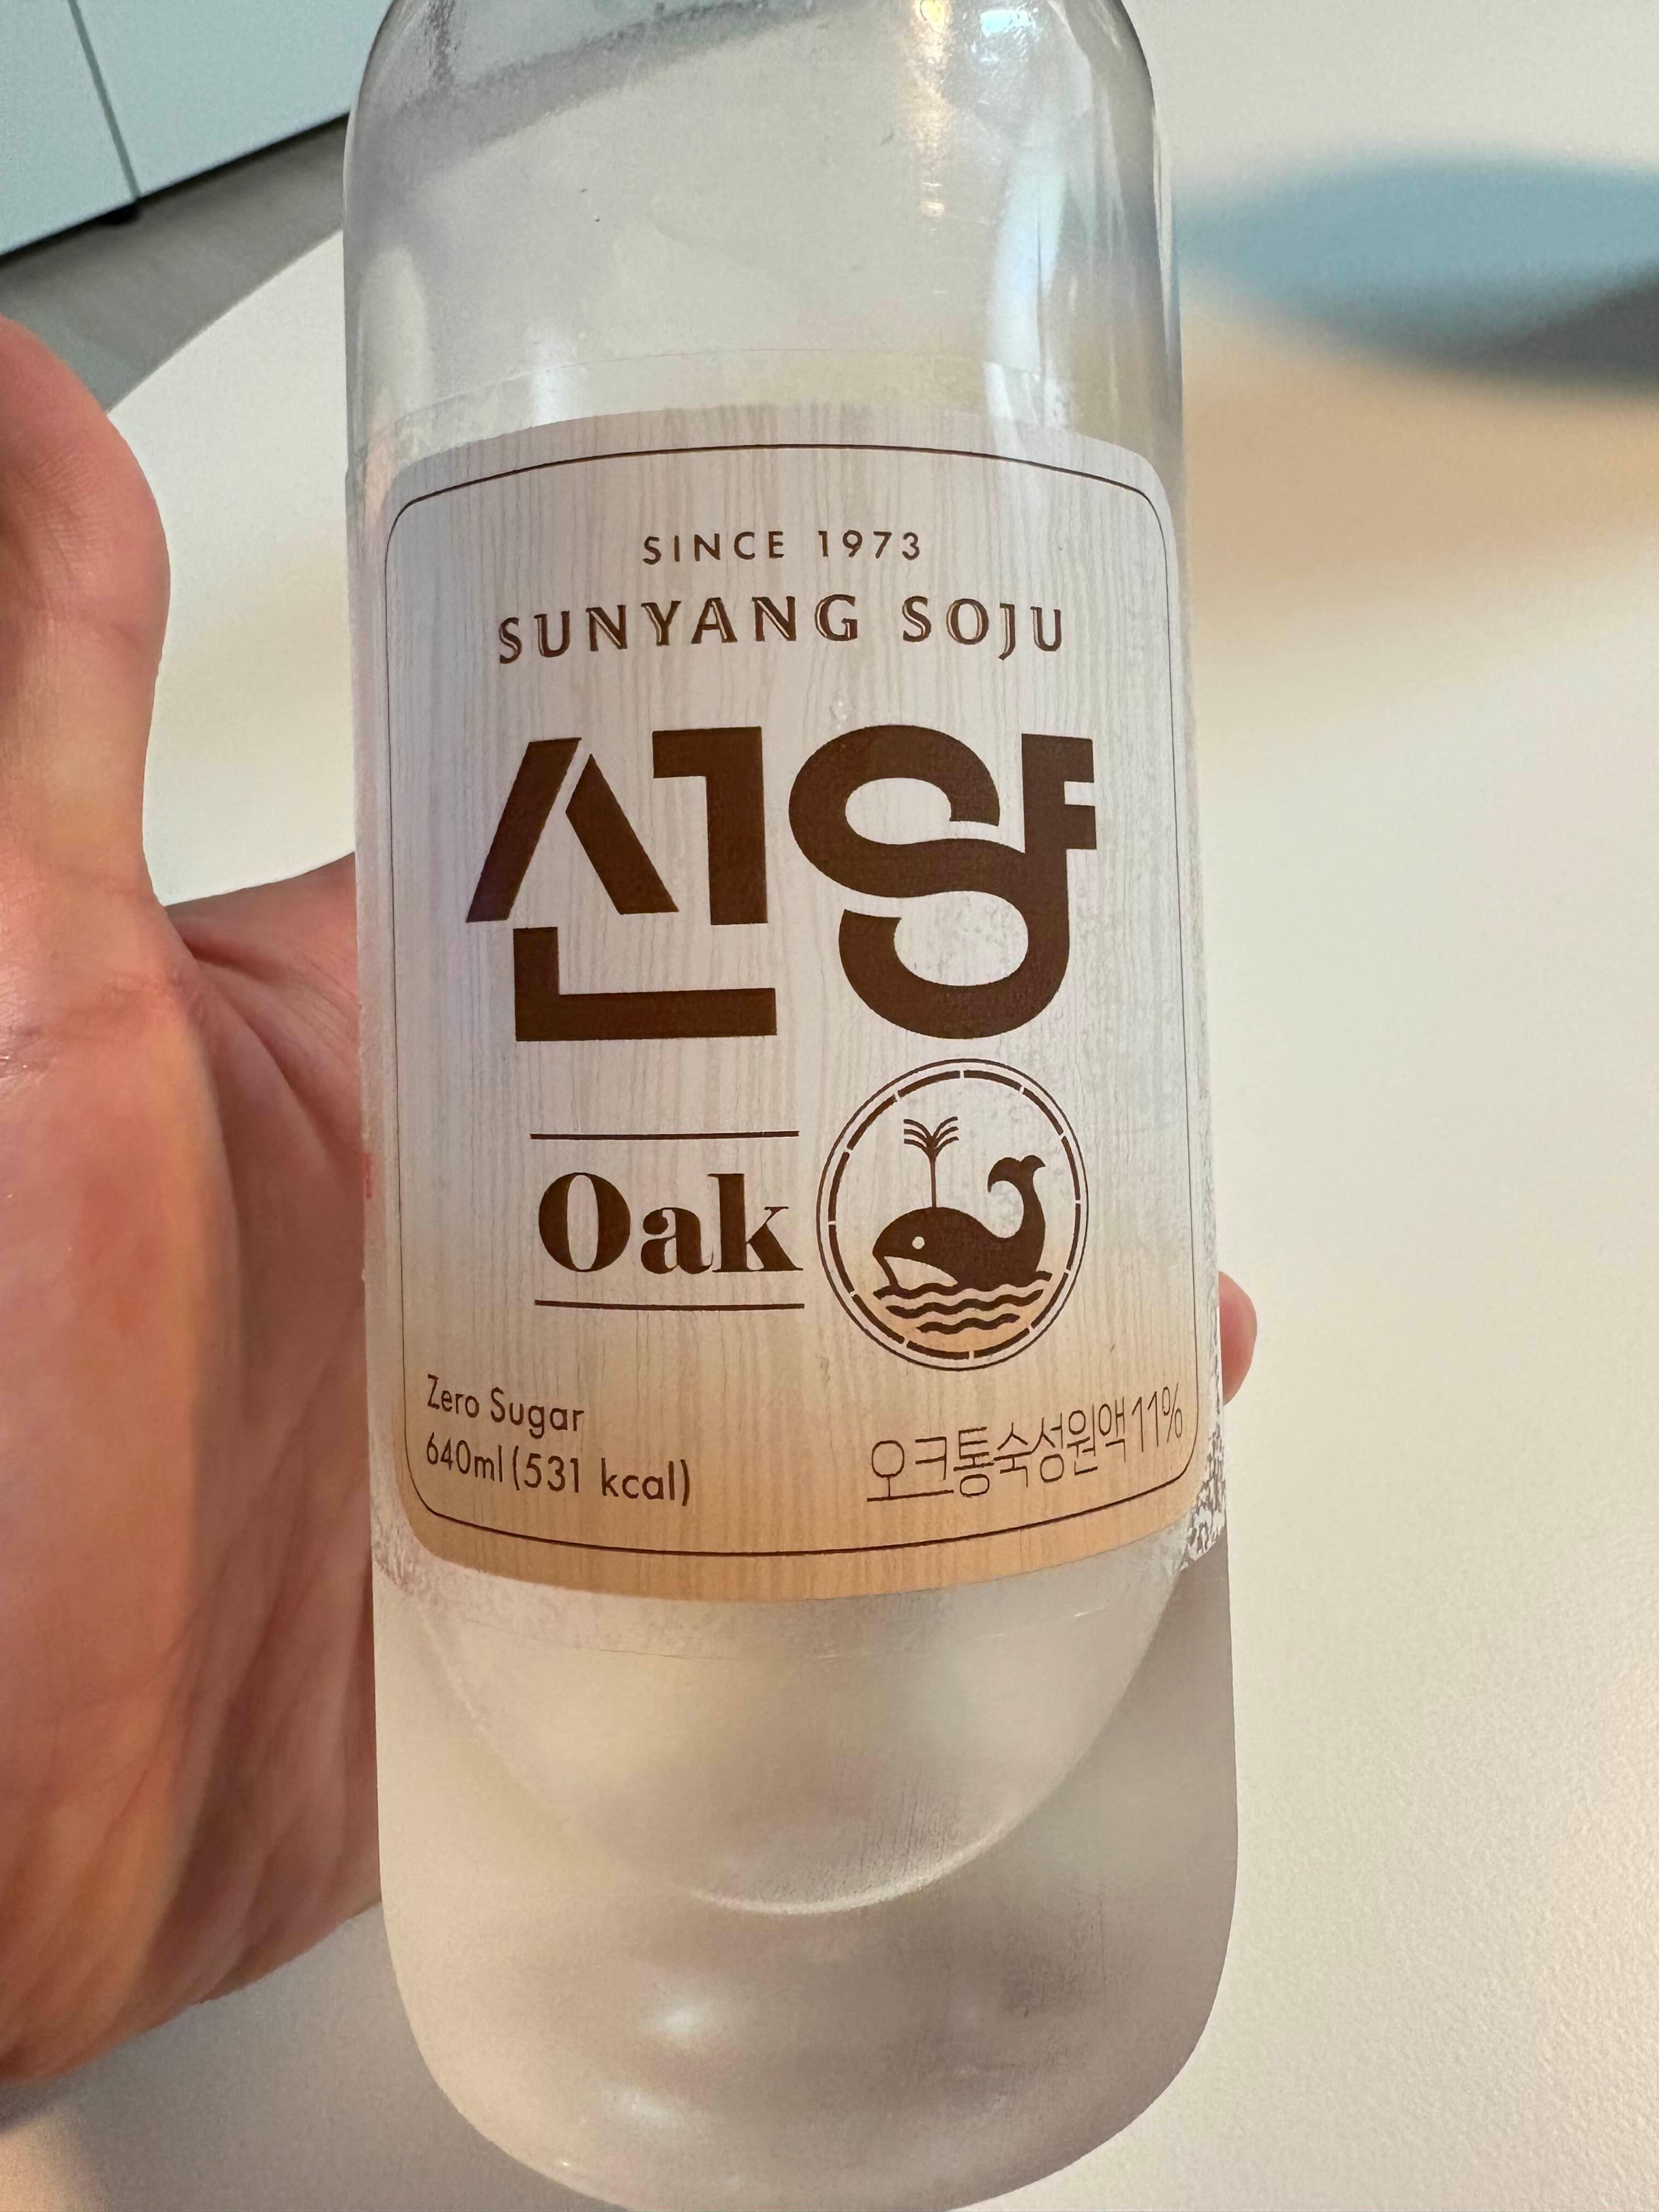 SINCE 1973
SUNYANG SOJU
선양
Oak
Zero Sugar
640ml (531 kcal)
오크통숙성원액11%